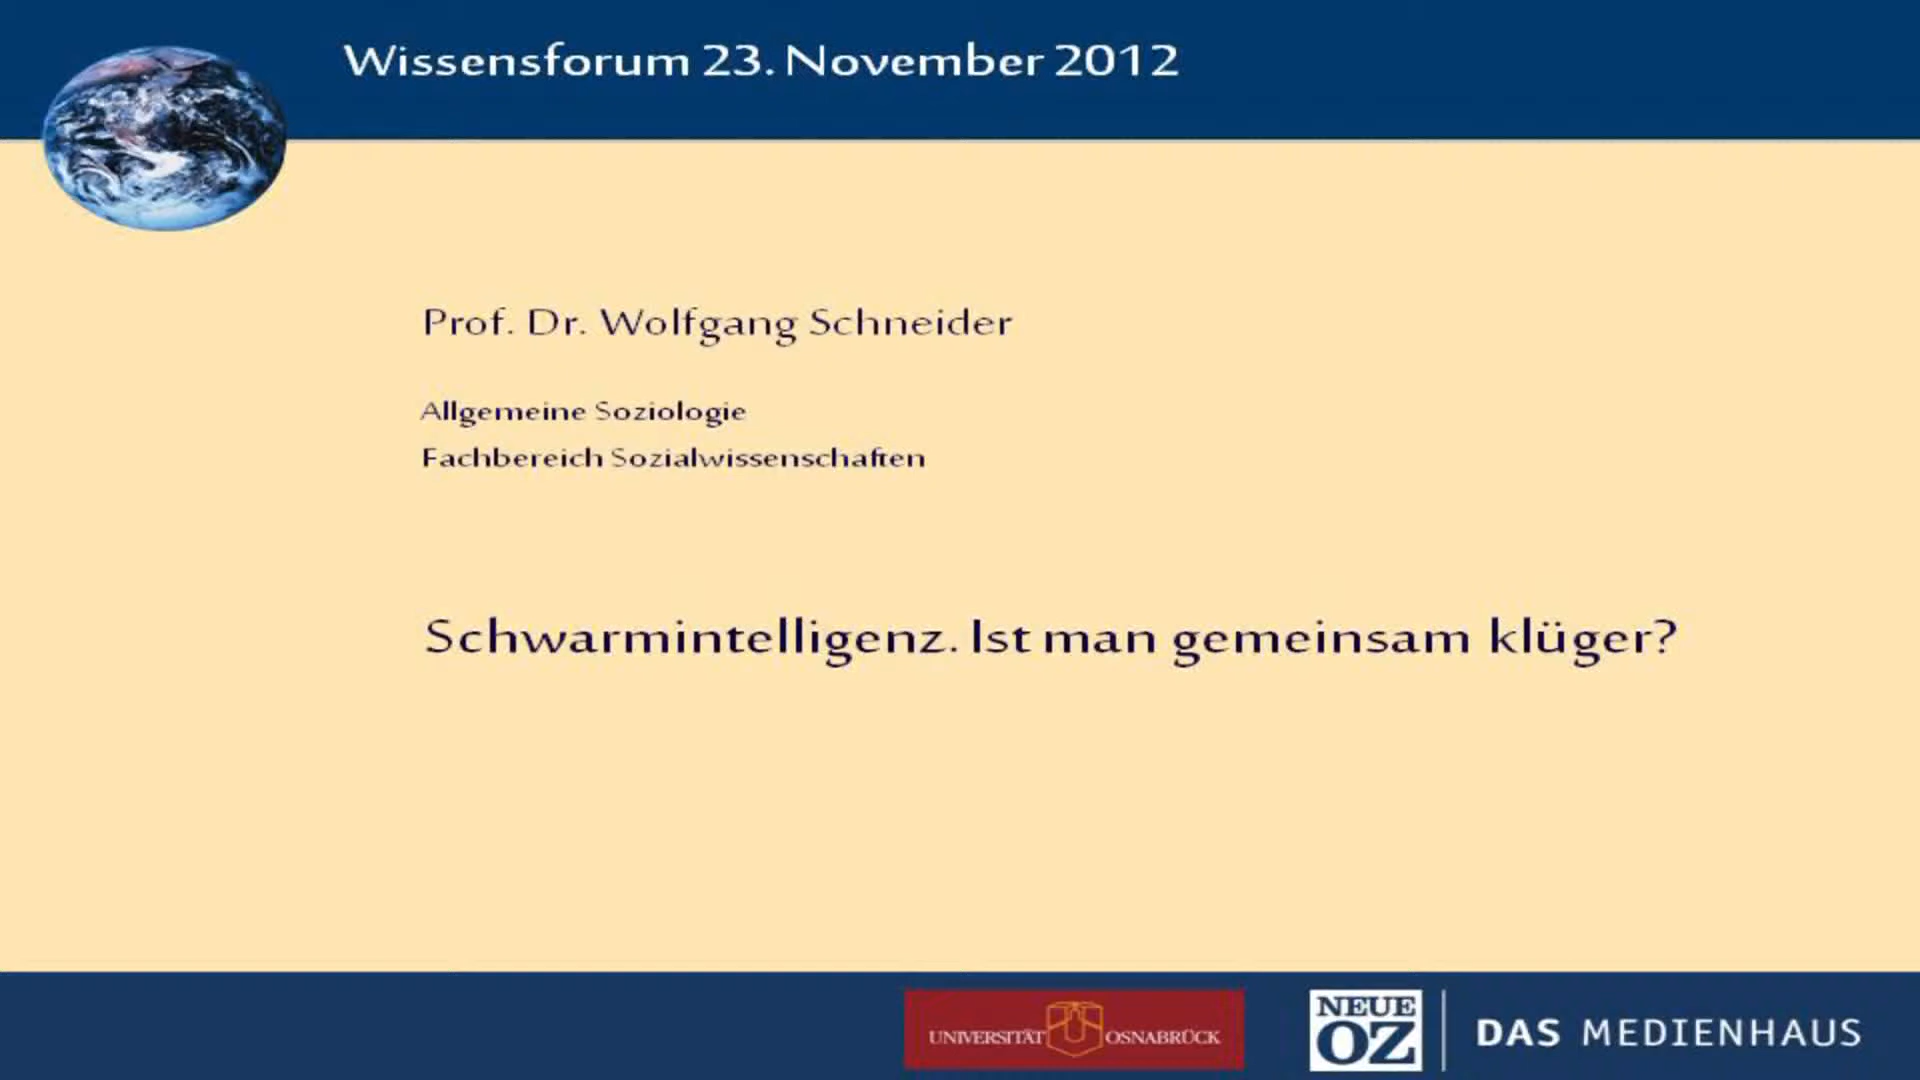 Wissensforum 23. November 2012
Prof. Dr. Wolfgang Schneider
Allgemeine Soziologie
Fachbereich Sozialwissenschaften
Schwarmintelligenz. Ist man gemeinsam klüger?
UNIVERSITÄT OSNABRÜCK
NEUE
OZ
DAS MEDIENHAUS